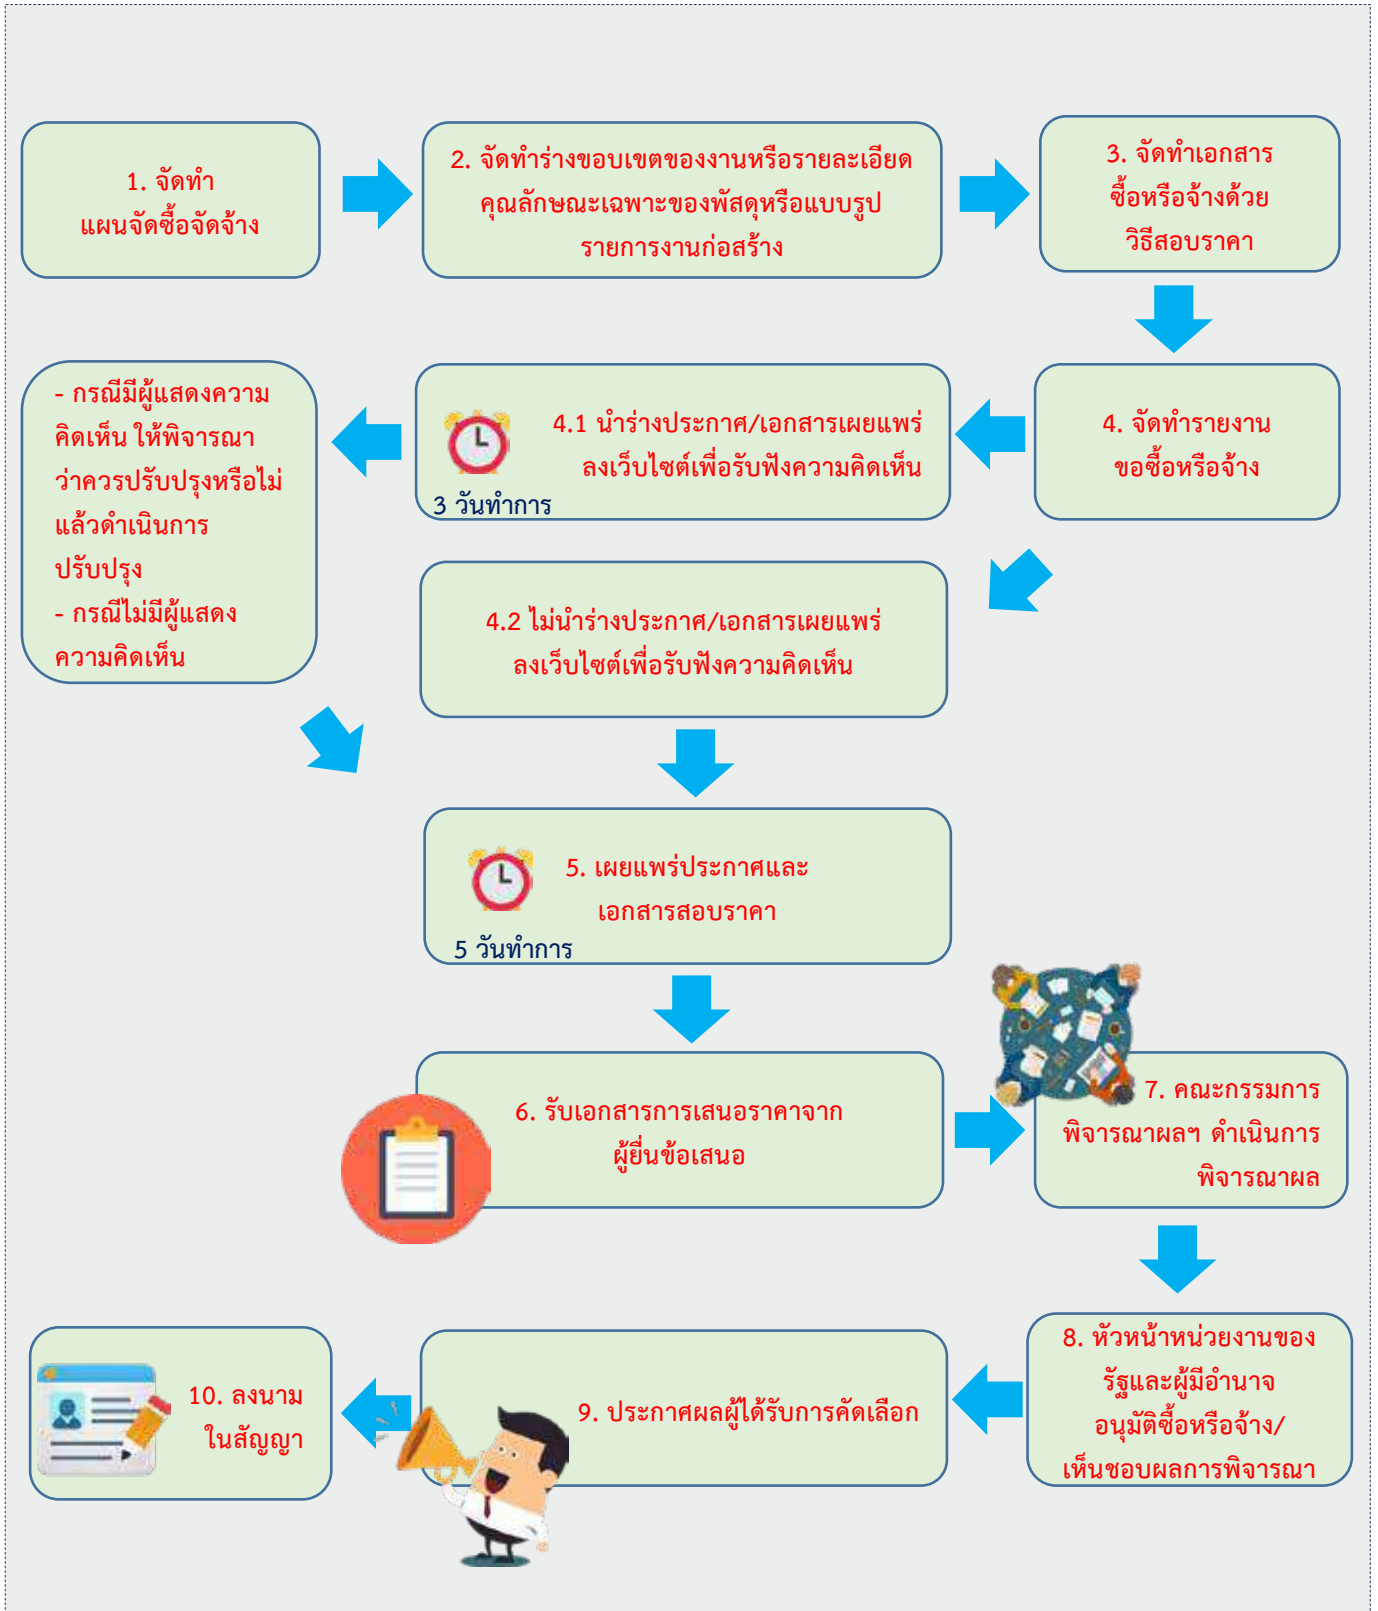 1. จัดทำ
แผนจัดซื้อจัดจ้าง
2. จัดทำร่างขอบเขตของงานหรือรายละเอียด
คุณลักษณะเฉพาะของพัสดุหรือแบบรูป
รายการงานก่อสร้าง
3. จัดทำเอกสาร
ซื้อหรือจ้างด้วย
วิธีสอบราคา
4. จัดทำรายงาน
ขอซื้อหรือจ้าง
4.1 นำร่างประกาศ/เอกสารเผยแพร่
ลงเว็บไซต์เพื่อรับฟังความคิดเห็น
3 วันทำการ
- กรณีมีผู้แสดงความ
คิดเห็น ให้พิจารณา
ว่าควรปรับปรุงหรือไม่
แล้วดำเนินการ
ปรับปรุง
- กรณีไม่มีผู้แสดง
ความคิดเห็น
4.2 ไม่นำร่างประกาศ/เอกสารเผยแพร่
ลงเว็บไซต์เพื่อรับฟังความคิดเห็น
5. เผยแพร่ประกาศและ
เอกสารสอบราคา
5 วันทำการ
6. รับเอกสารการเสนอราคาจาก
ผู้ยื่นข้อเสนอ
7. คณะกรรมการ
พิจารณาผลฯ ดำเนินการ
พิจารณาผล
8. หัวหน้าหน่วยงานของ
รัฐและผู้มีอำนาจ
อนุมัติซื้อหรือจ้าง/
เห็นชอบผลการพิจารณา
9. ประกาศผลผู้ได้รับการคัดเลือก
10. ลงนาม
ในสัญญา